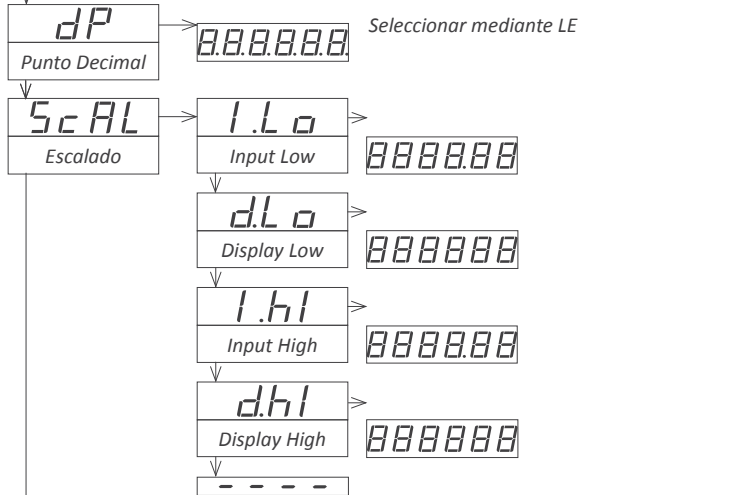 dP
8.8.8.8.8.8.
Seleccionar mediante LE
Punto Decimal
ScAL
I.Lo
Escalado
Input Low
8888.88
d.Lo
Display Low
888888
I.hI
Input High
8888.88
d.hI
Display High
888888
- - - -